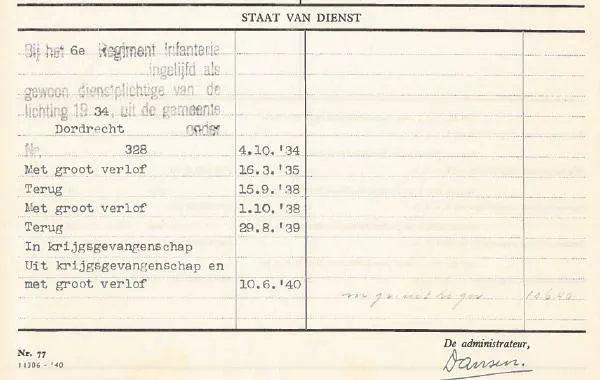 STAAT VAN DIENST
Bij het 6e Regiment Infanterie
ingelijfd als
gewoon dienstplichtige van de
lichting 19 34, uit de gemeente
Dordrecht onder
Nr. 328 4.10.'34
Met groot verlof 16.3.'35
Terug 15.9.'38
Met groot verlof 1.10.'38
Terug 29.8.'39
In krijgsgevangenschap
Uit krijgsgevangenschap en
met groot verlof 10.6.'40
10.6.40
De administrateur,
Nr. 77
11306 - '40